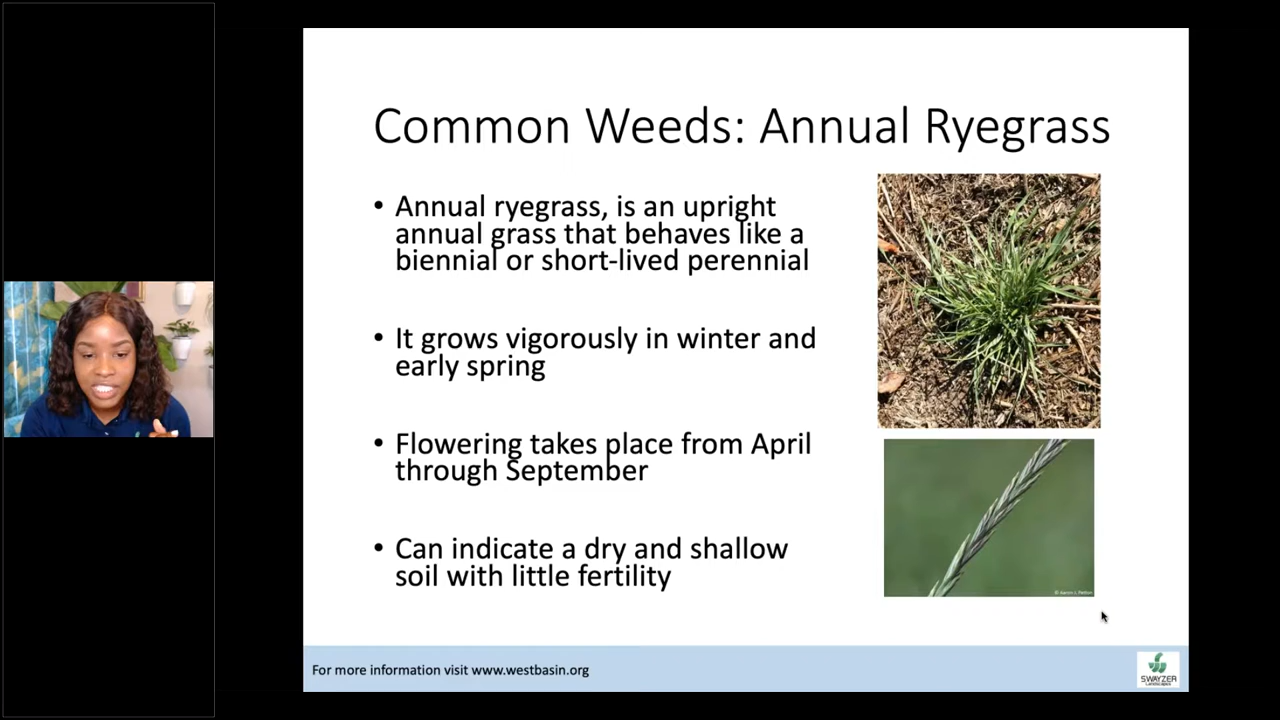 Common Weeds: Annual Ryegrass
• Annual ryegrass, is an upright
annual grass that behaves like a
biennial or short-lived perennial
• It grows vigorously in winter and
early spring
• Flowering takes place from April
through September
• Can indicate a dry and shallow
soil with little fertility
For more information visit www.westbasin.org
SWAYZER